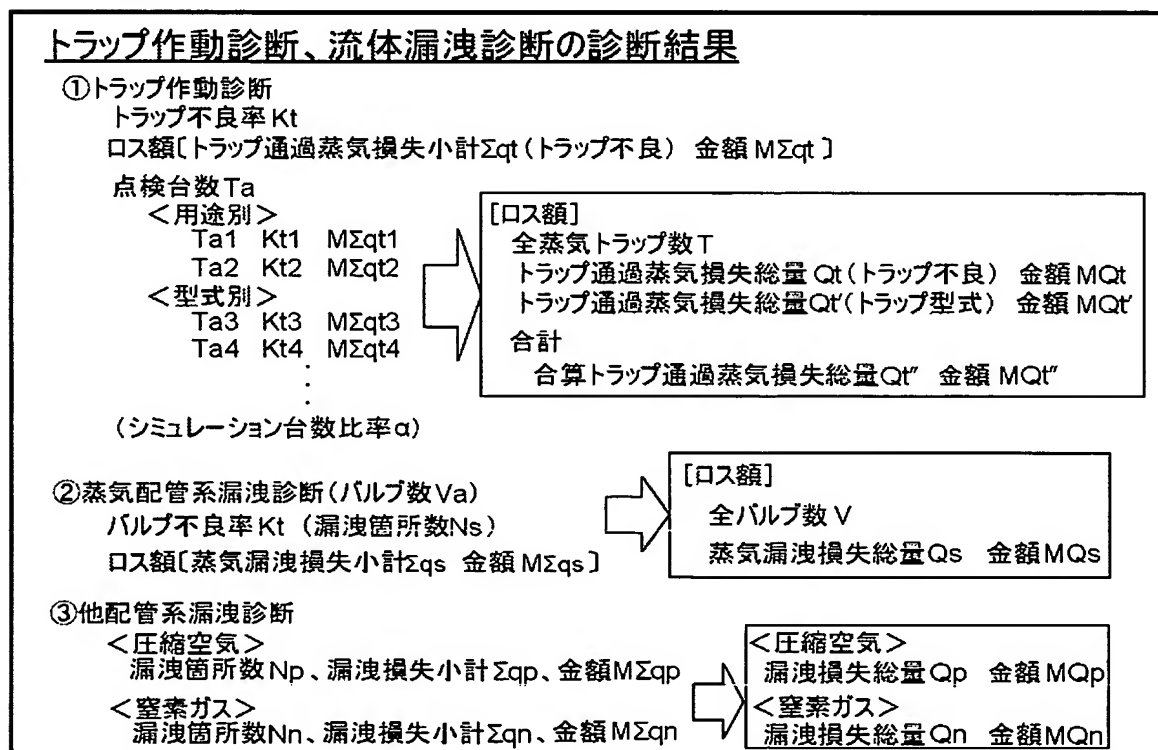 トラップ作動診断、流体漏洩診断の診断結果
①トラップ作動診断
トラップ不良率Kt
ロス額〔トラップ通過蒸気損失小計Σqt(トラップ不良) 金額MΣqt〕
点検台数Ta
<用途別>
Ta1 Kt1 MΣqt1
Ta2 Kt2 MΣqt2
<型式別>
Ta3 Kt3 MΣqt3
Ta4 Kt4 MΣqt4
・
・
(シミュレーション台数比率α)
[ロス額]
全蒸気トラップ数T
トラップ通過蒸気損失総量Qt(トラップ不良) 金額MQt
トラップ通過蒸気損失総量Qt'(トラップ型式) 金額MQt'
合計
合算トラップ通過蒸気損失総量Qt" 金額MQt"
②蒸気配管系漏洩診断(バルブ数Va)
バルブ不良率Kt (漏洩箇所数Ns)
ロス額〔蒸気漏洩損失小計Σqs 金額MΣqs〕
[ロス額]
全バルブ数V
蒸気漏洩損失総量Qs 金額MQs
③他配管系漏洩診断
<圧縮空気>
漏洩箇所数Np、漏洩損失小計Σqp、金額MΣqp
<窒素ガス>
漏洩箇所数Nn、漏洩損失小計Σqn、金額MΣqn
<圧縮空気>
漏洩損失総量Qp 金額MQp
<窒素ガス>
漏洩損失総量Qn 金額MQn